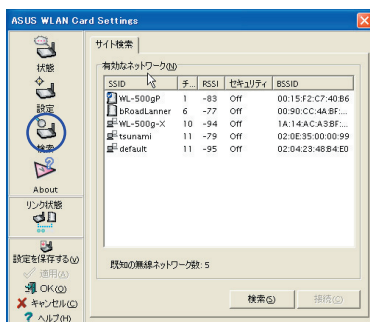 ASUS WLAN Card Settings
状態
設定
検索
About
リンク状態
設定を保存する(V)
適用(A)
OK(O)
キャンセル(C)
ヘルプ(H)
サイト検索
有効なネットワーク(N)
SSID チ... RSSI セキュリティ BSSID
WL-500gP 1 -83 Off 00:15:F2:C7:40:B6
bRoadLanner 6 -77 Off 00:90:CC:4A:BF:...
WL-500g-X 10 -94 Off 1A:14:AC:A3:BF:...
tsunami 11 -79 Off 02:0E:35:00:00:99
default 11 -95 Off 02:04:23:48:B4:E0
既知の無線ネットワーク数: 5
検索(S) 接続(C)